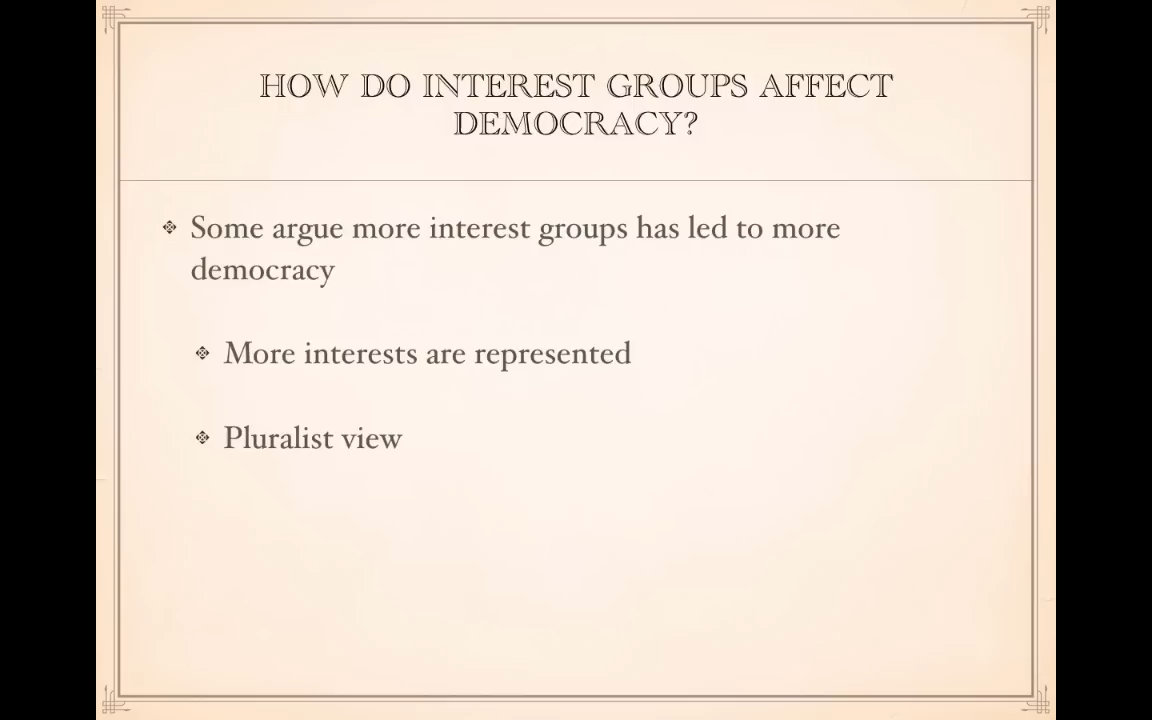 HOW DO INTEREST GROUPS AFFECT
DEMOCRACY?
Some argue more interest groups has led to more
democracy
More interests are represented
Pluralist view